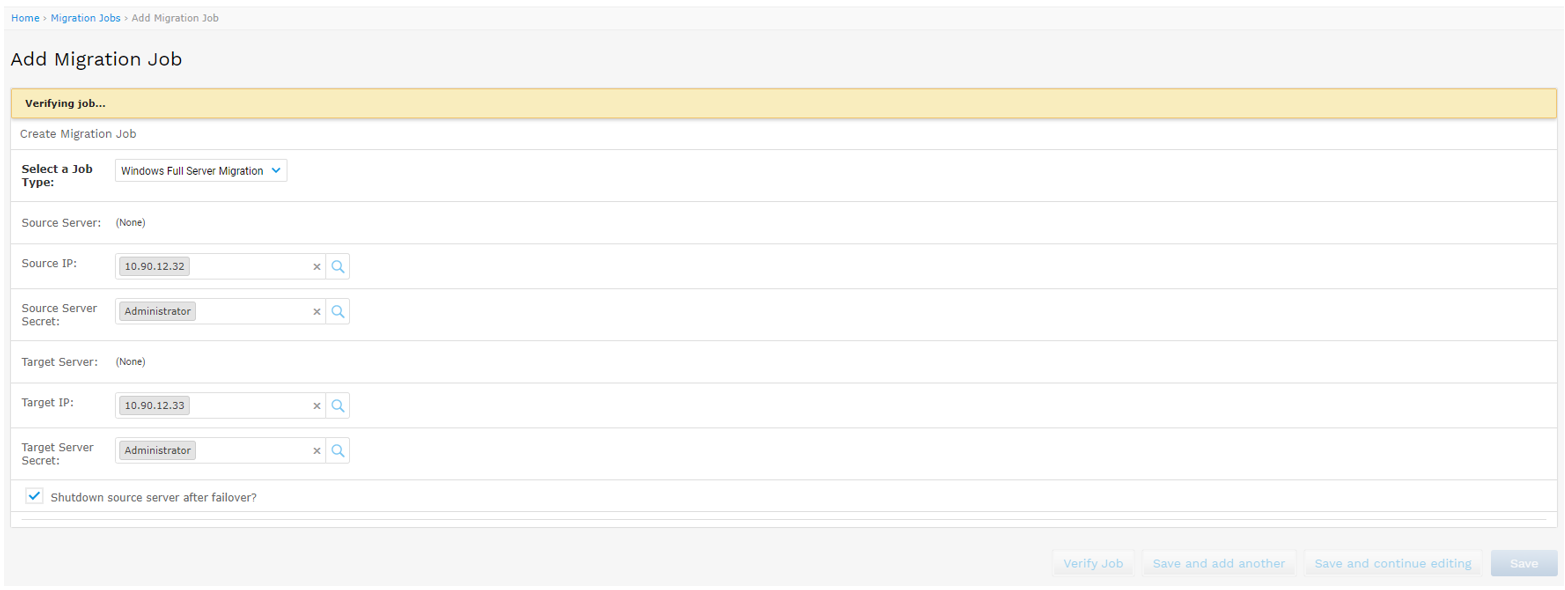 Home › Migration Jobs › Add Migration Job
Add Migration Job
Verifying job...
Create Migration Job
Select a Job
Type:
Windows Full Server Migration
Source Server:
(None)
Source IP:
10.90.12.32
Source Server
Secret:
Administrator
Target Server:
(None)
Target IP:
10.90.12.33
Target Server
Secret:
Administrator
Shutdown source server after failover?
Verify Job
Save and add another
Save and continue editing
Save